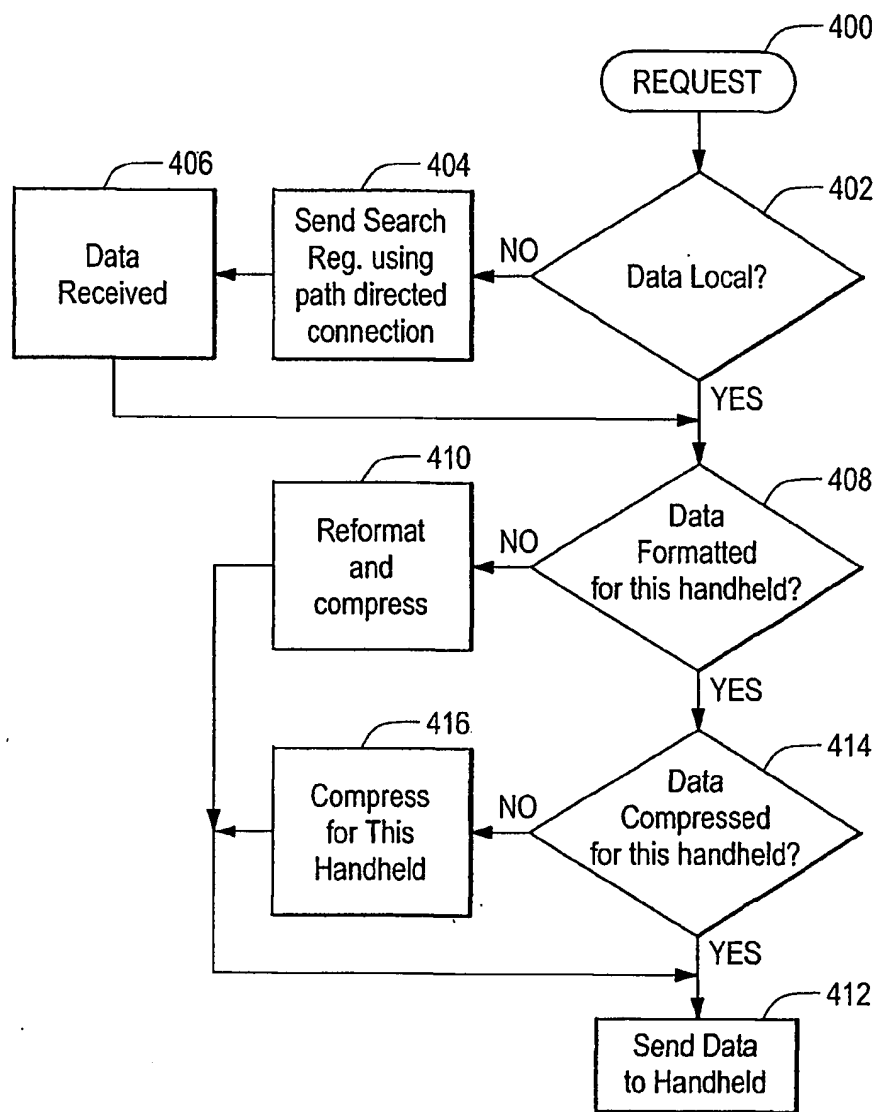 400
REQUEST
406
404
402
Data
Received
Send Search
Reg. using
path directed
connection
NO
Data Local?
YES
410
408
Reformat
and
compress
NO
Data
Formatted
for this handheld?
YES
416
414
Compress
for This
Handheld
NO
Data
Compressed
for this handheld?
YES
412
Send Data
to Handheld